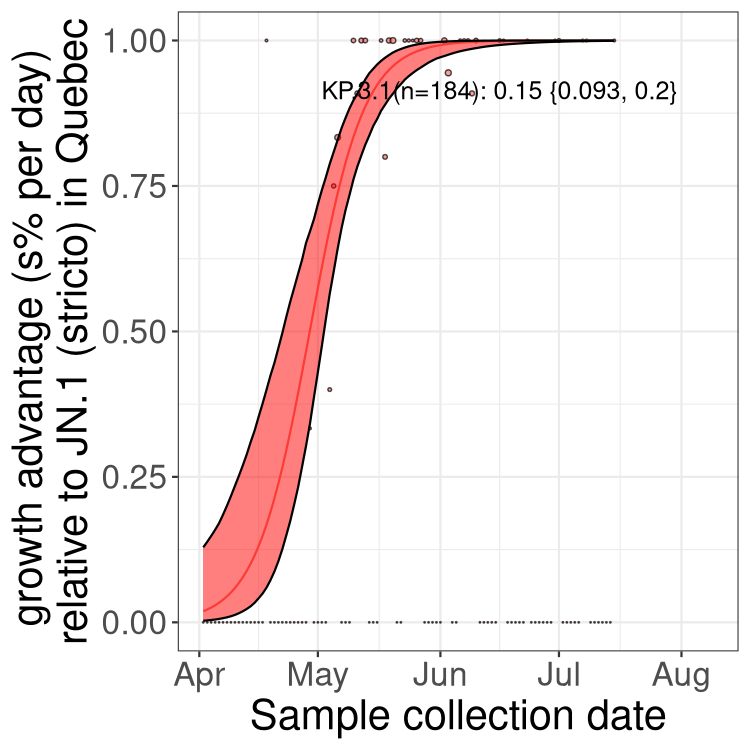 growth advantage (s% per day)
relative to JN.1 (stricto) in Quebec
1.00
0.75
0.50
0.25
0.00
KP.3.1(n=184): 0.15 {0.093, 0.2}
Apr May Jun Jul Aug
Sample collection date